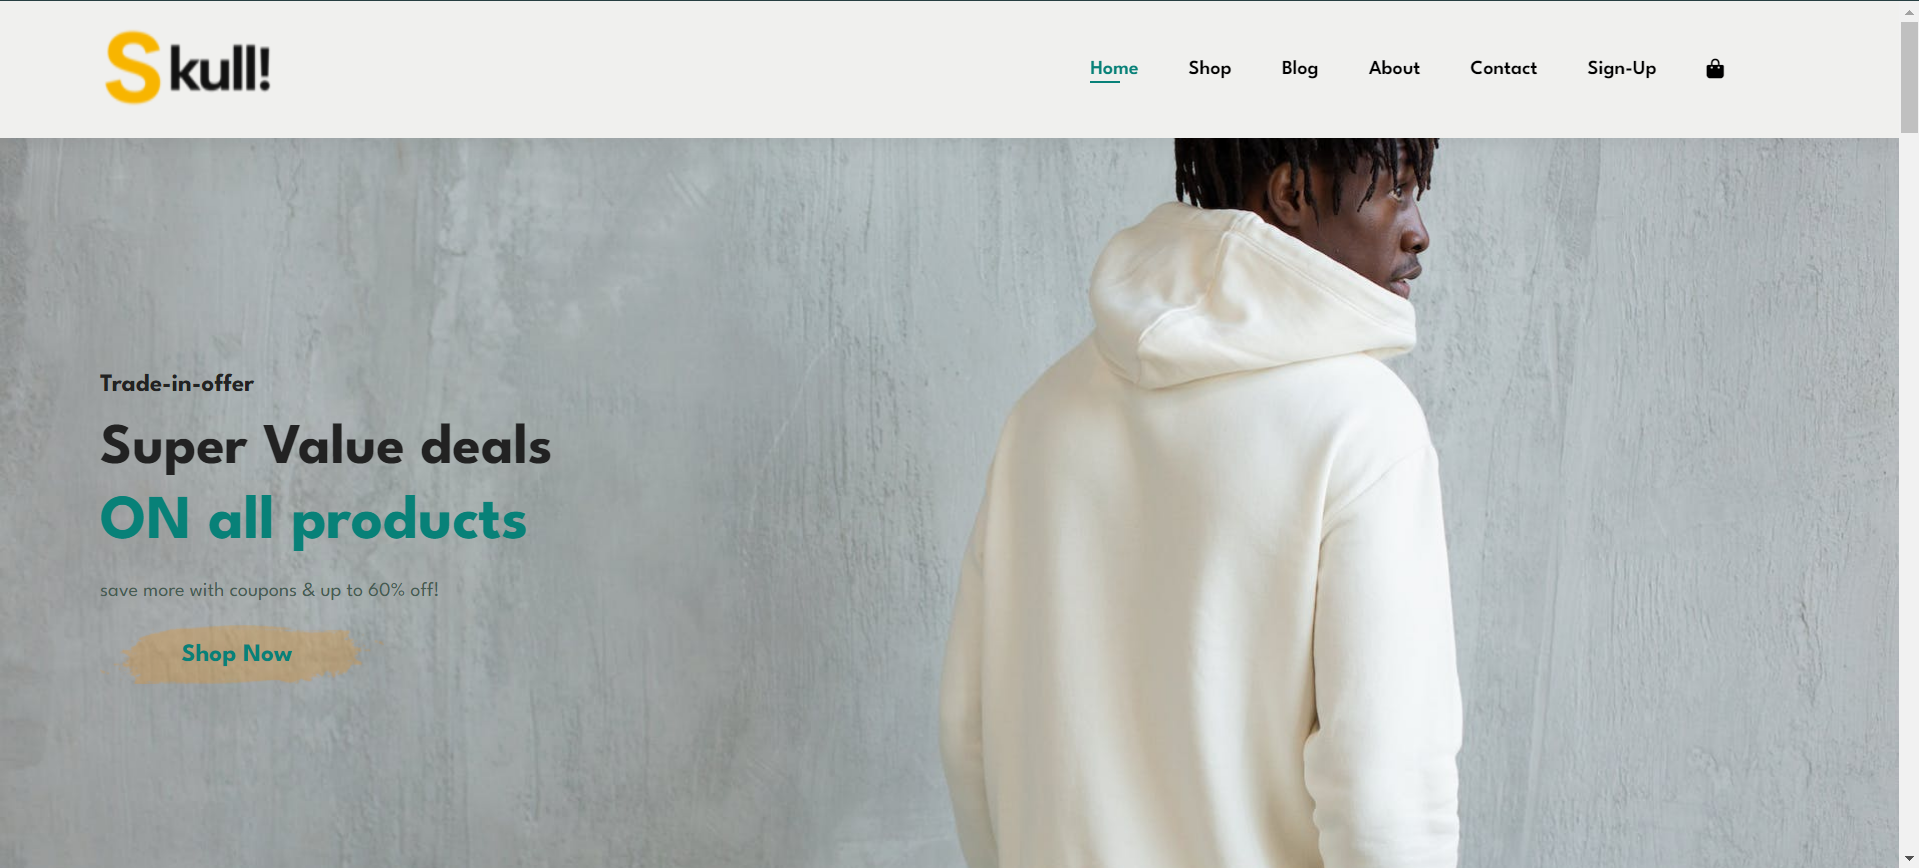 Skull!
Home Shop Blog About Contact Sign-Up
Trade-in-offer
Super Value deals
ON all products
save more with coupons & up to 60% off!
Shop Now